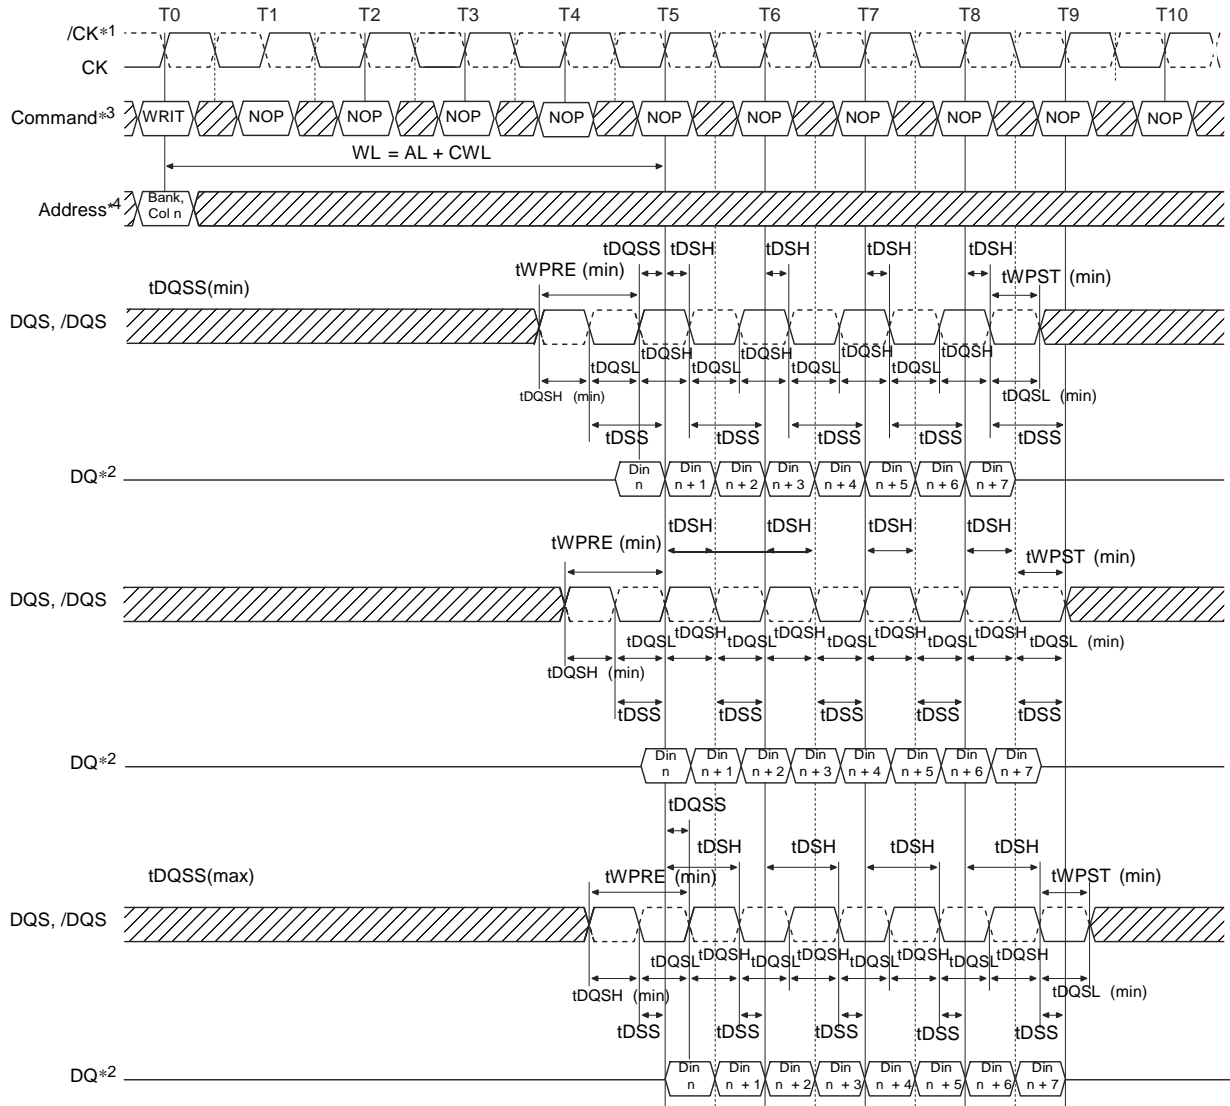 T0 T1 T2 T3 T4 T5 T6 T7 T8 T9 T10
/CK*1
CK
Command*3 WRIT NOP NOP NOP NOP NOP NOP NOP NOP NOP NOP
WL = AL + CWL
Address*4 Bank, Col n
tDQSS tDSH tDSH tDSH tDSH
tWPRE (min) tWPST (min)
tDQSS(min)
DQS, /DQS
tDQSH tDQSH tDQSH tDQSH
tDQSL tDQSL tDQSL tDQSL
tDQSH (min) tDQSL (min)
tDSS tDSS tDSS tDSS tDSS
DQ*2 Din n Din n + 1 Din n + 2 Din n + 3 Din n + 4 Din n + 5 Din n + 6 Din n + 7
tDSH tDSH tDSH tDSH
tWPRE (min) tWPST (min)
DQS, /DQS
tDQSL tDQSH tDQSL tDQSH tDQSL tDQSH tDQSL tDQSH tDQSL (min)
tDQSH (min)
tDSS tDSS tDSS tDSS tDSS
DQ*2 Din n Din n + 1 Din n + 2 Din n + 3 Din n + 4 Din n + 5 Din n + 6 Din n + 7
tDQSS
tDSH tDSH tDSH tDSH
tDQSS(max) tWPRE (min) tWPST (min)
DQS, /DQS
tDQSL tDQSH tDQSL tDQSH tDQSL tDQSH tDQSL tDQSH
tDQSH (min) tDQSL (min)
tDSS tDSS tDSS tDSS tDSS
DQ*2 Din n Din n + 1 Din n + 2 Din n + 3 Din n + 4 Din n + 5 Din n + 6 Din n + 7